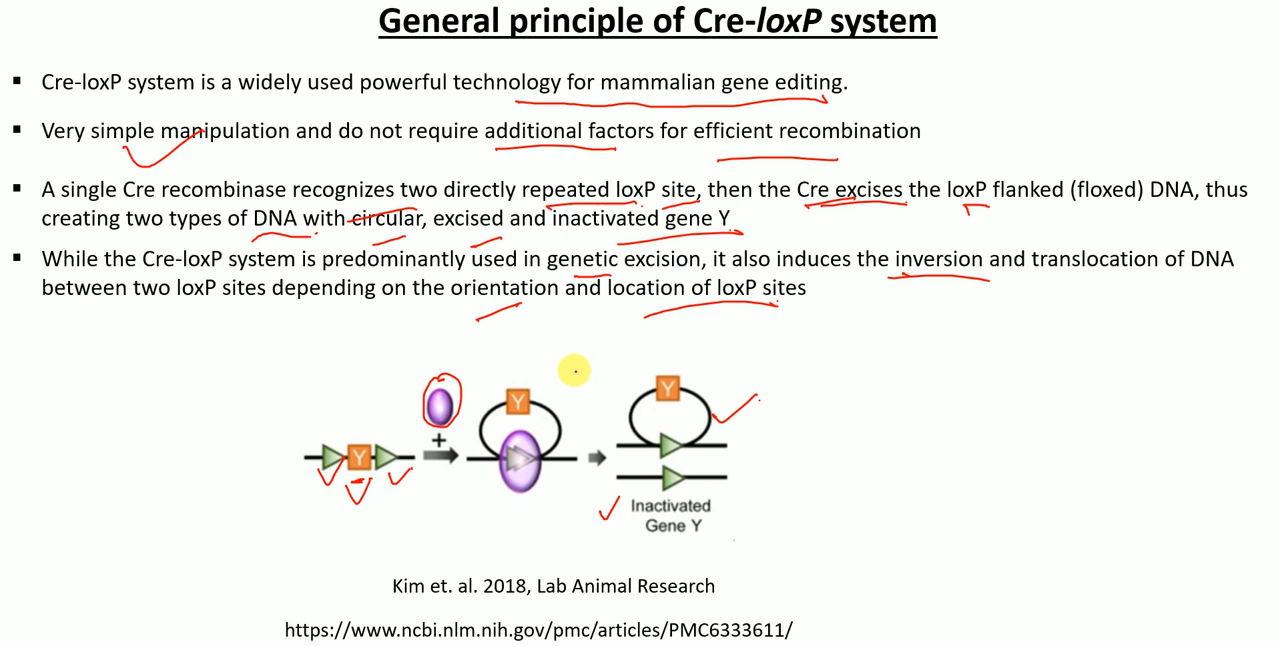 General principle of Cre-loxP system
▪ Cre-loxP system is a widely used powerful technology for mammalian gene editing.
▪ Very simple manipulation and do not require additional factors for efficient recombination
▪ A single Cre recombinase recognizes two directly repeated loxP site, then the Cre excises the loxP flanked (floxed) DNA, thus
creating two types of DNA with circular, excised and inactivated gene Y
▪ While the Cre-loxP system is predominantly used in genetic excision, it also induces the inversion and translocation of DNA
between two loxP sites depending on the orientation and location of loxP sites
Y
+
Y
Y
Inactivated
Gene Y
Kim et. al. 2018, Lab Animal Research
https://www.ncbi.nlm.nih.gov/pmc/articles/PMC6333611/